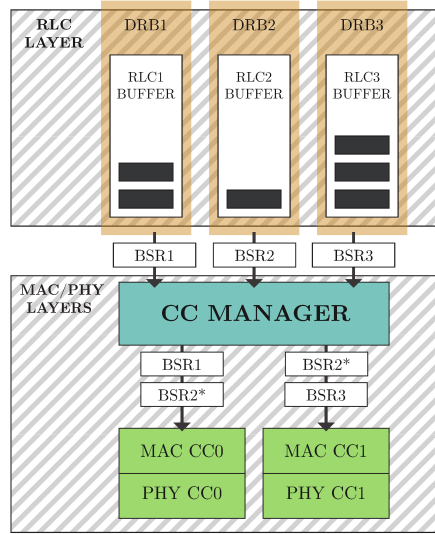 RLC
LAYER
DRB1
DRB2
DRB3
RLC1
BUFFER
RLC2
BUFFER
RLC3
BUFFER
BSR1
BSR2
BSR3
MAC/PHY
LAYERS
CC MANAGER
BSR1
BSR2*
BSR2*
BSR3
MAC CC0
PHY CC0
MAC CC1
PHY CC1